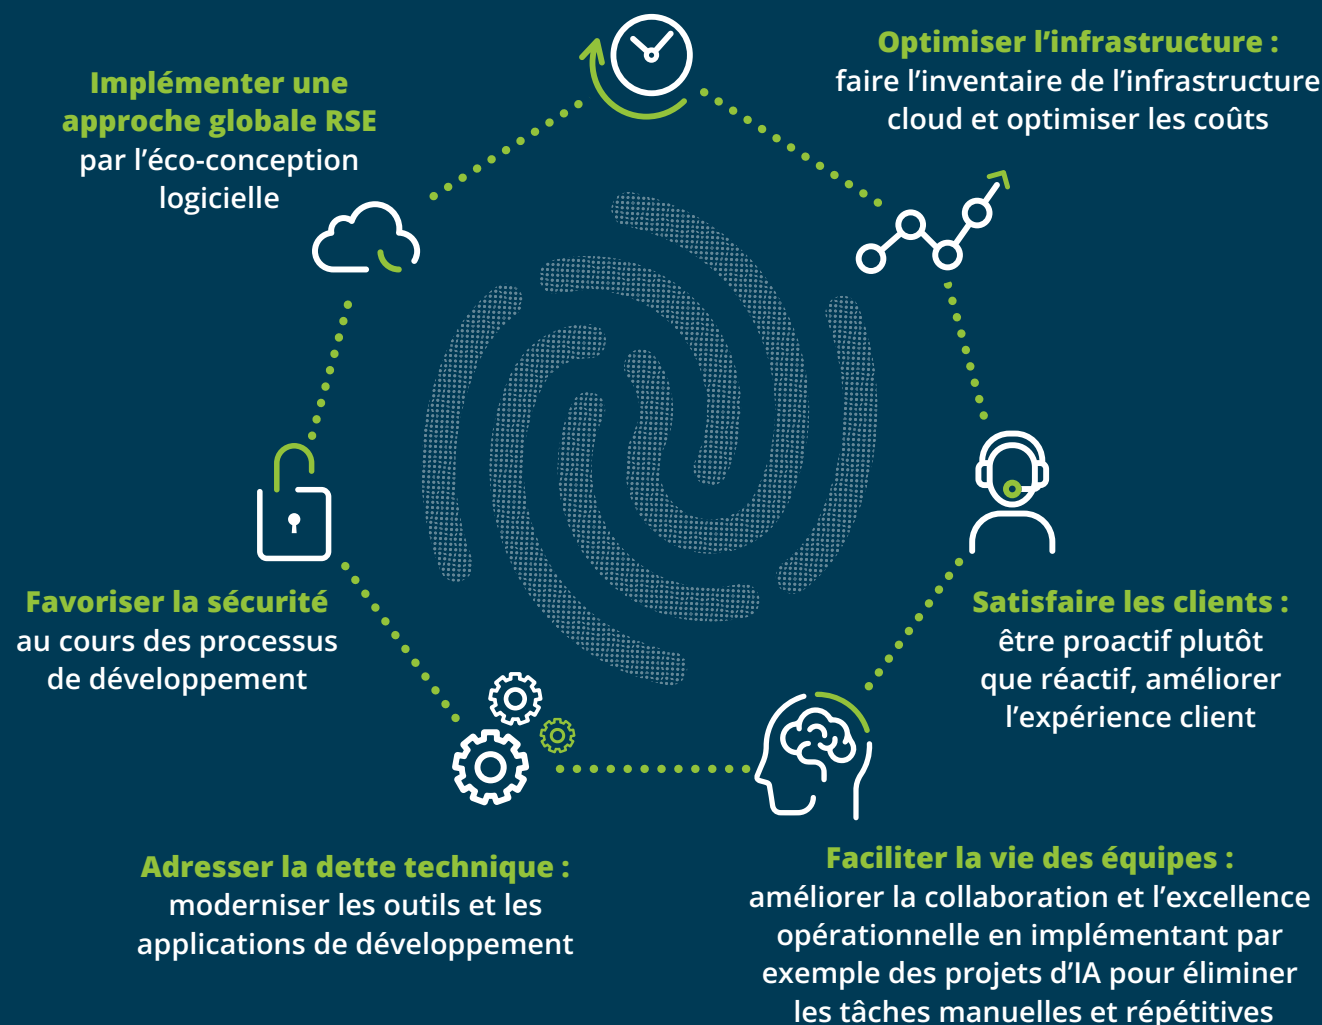 Implémenter une
approche globale RSE
par l’éco-conception
logicielle
Optimiser l’infrastructure :
faire l’inventaire de l’infrastructure
cloud et optimiser les coûts
Favoriser la sécurité
au cours des processus
de développement
Satisfaire les clients :
être proactif plutôt
que réactif, améliorer
l’expérience client
Adresser la dette technique :
moderniser les outils et les
applications de développement
Faciliter la vie des équipes :
améliorer la collaboration et l’excellence
opérationnelle en implémentant par
exemple des projets d’IA pour éliminer
les tâches manuelles et répétitives